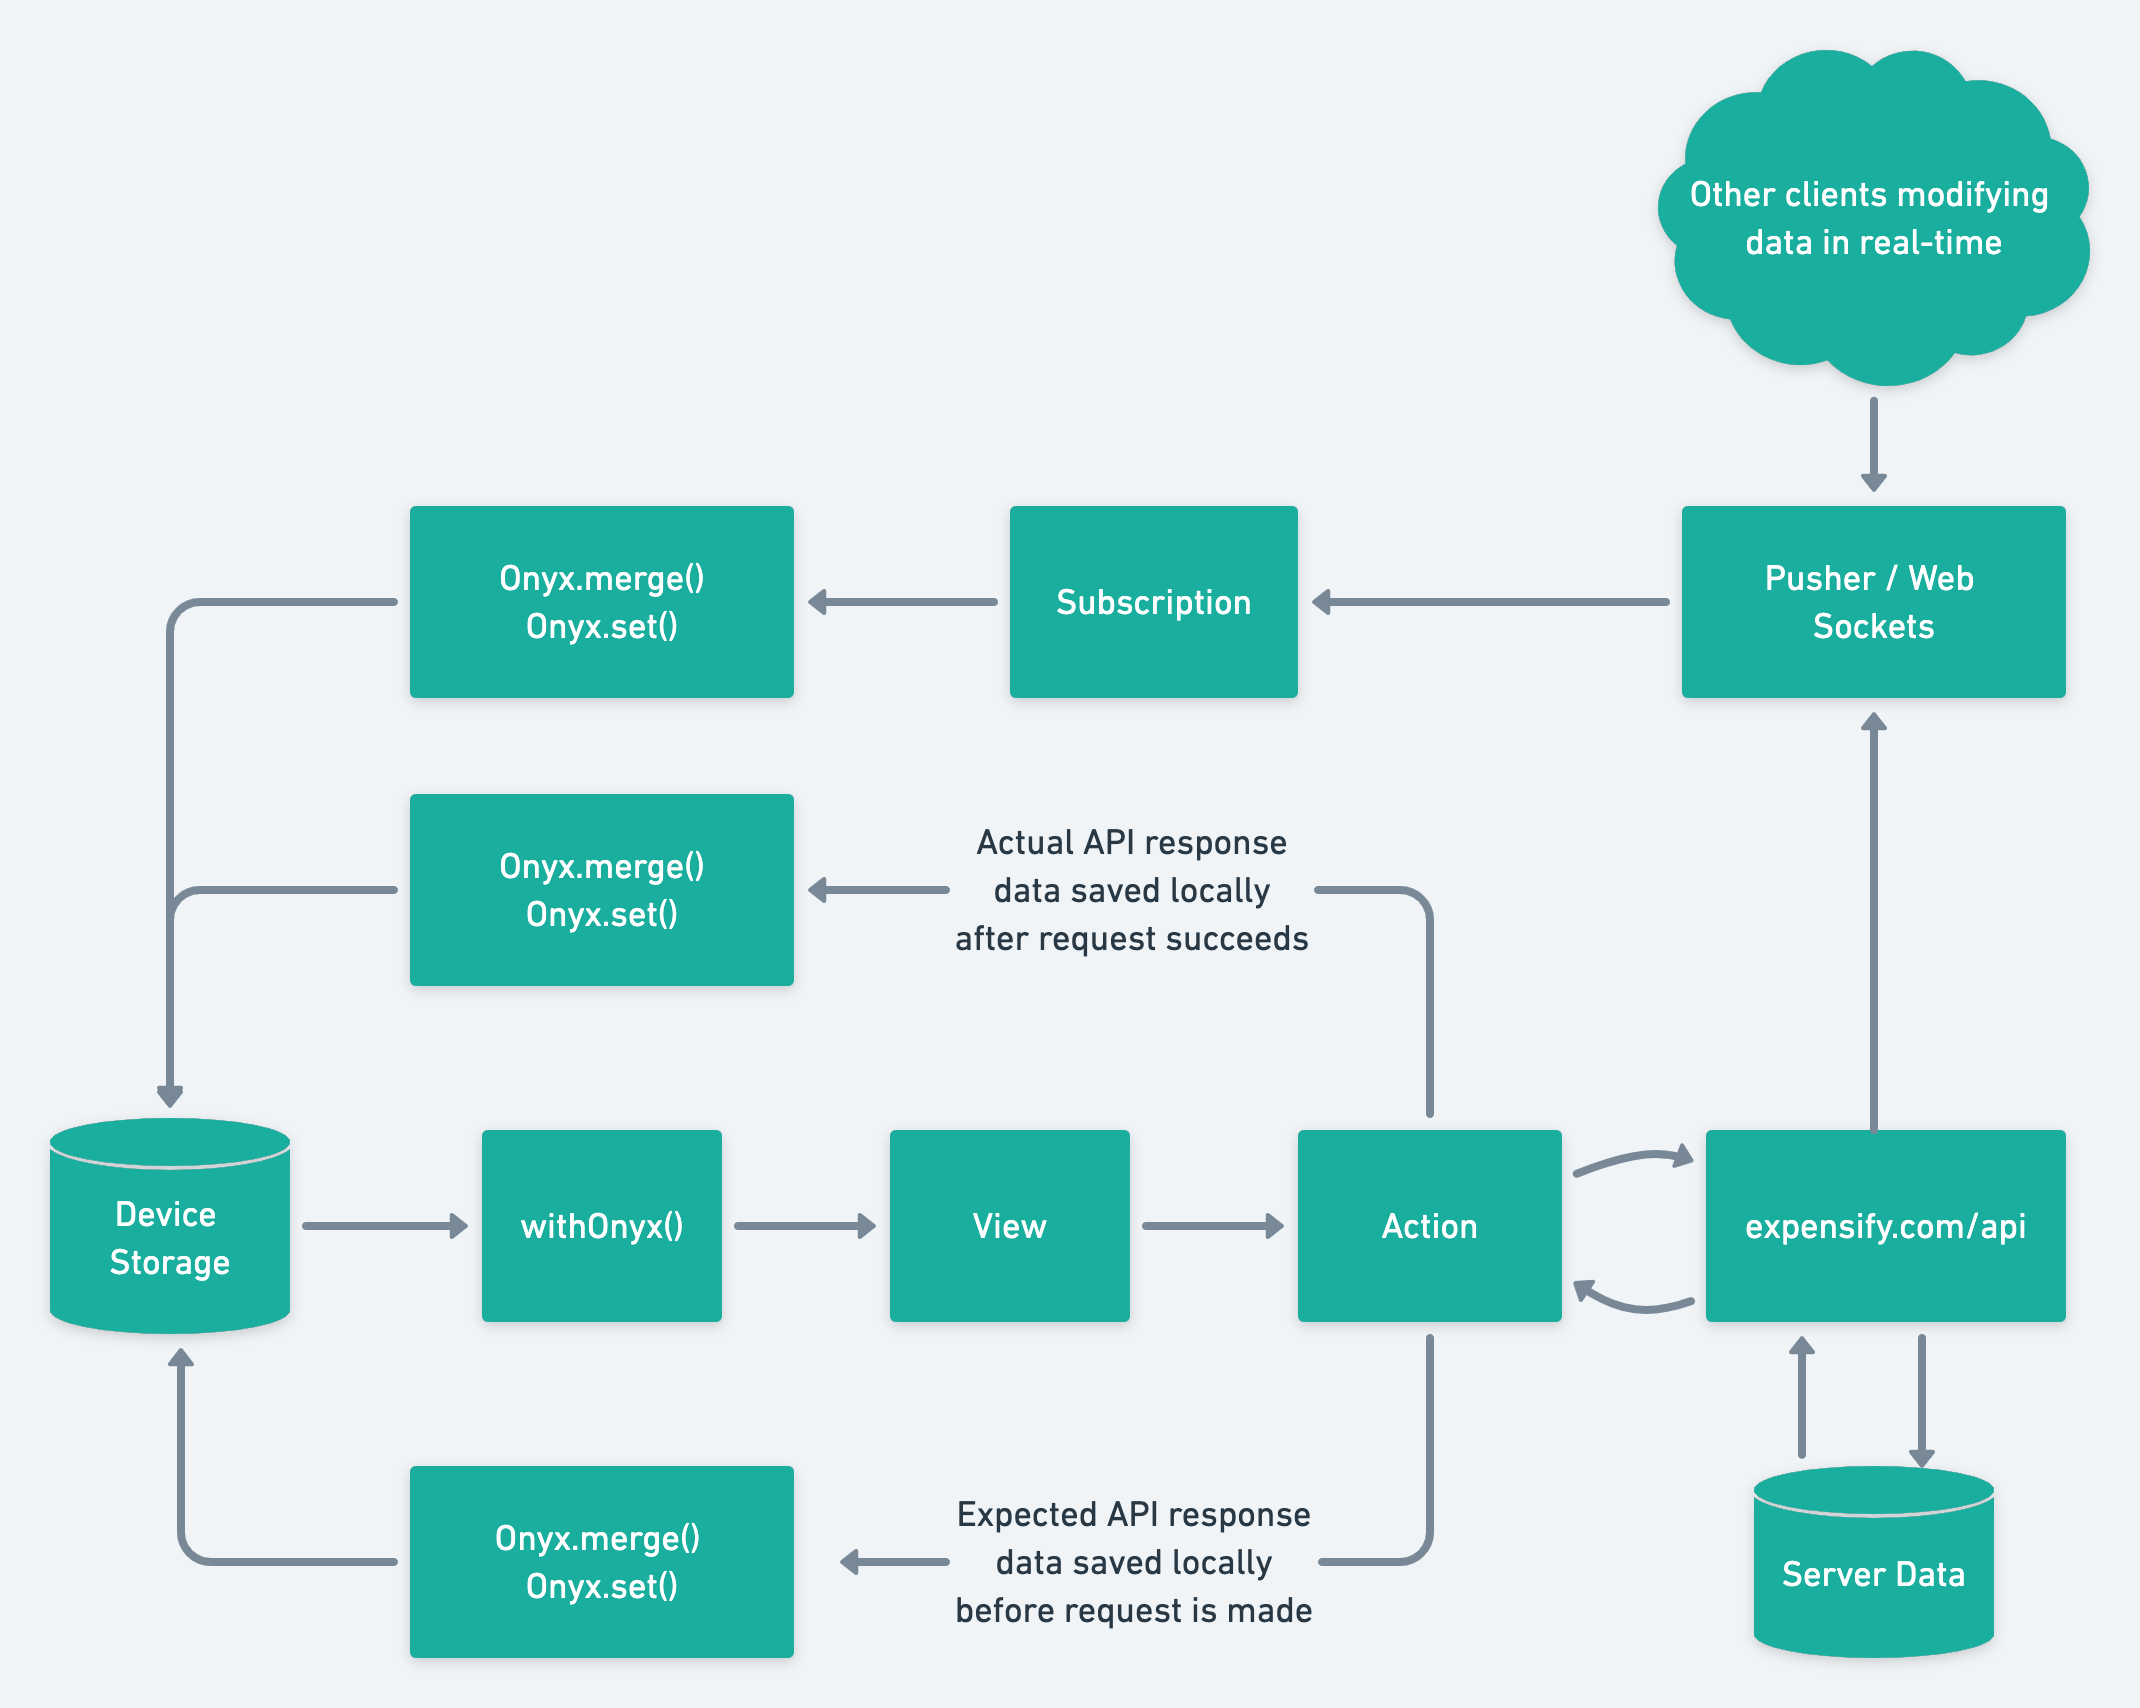 Other clients modifying
data in real-time
Onyx.merge()
Onyx.set()
Subscription
Pusher / Web
Sockets
Onyx.merge()
Onyx.set()
Actual API response
data saved locally
after request succeeds
Device
Storage
withOnyx()
View
Action
expensify.com/api
Onyx.merge()
Onyx.set()
Expected API response
data saved locally
before request is made
Server Data